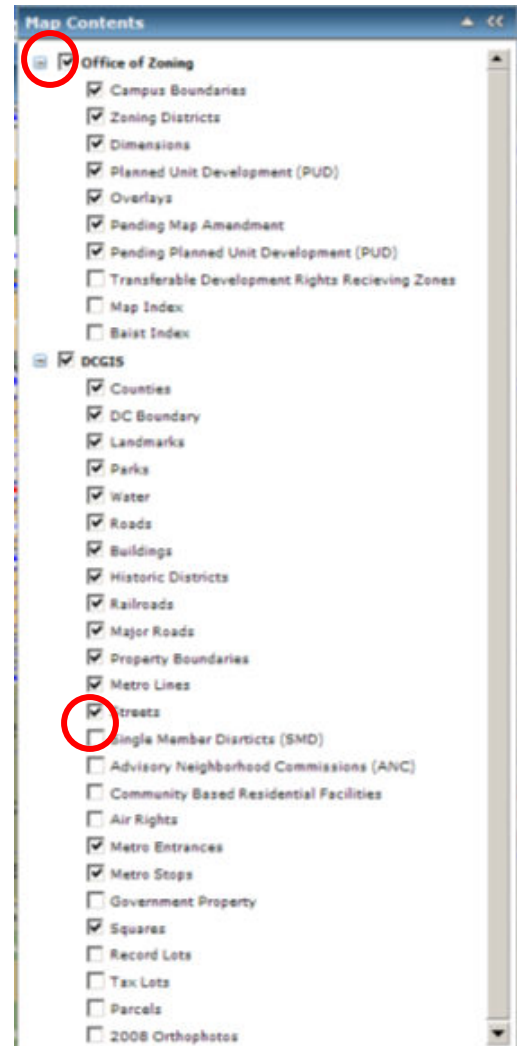 Map Contents
Office of Zoning
Campus Boundaries
Zoning Districts
Dimensions
Planned Unit Development (PUD)
Overlays
Pending Map Amendment
Pending Planned Unit Development (PUD)
Transferable Development Rights Recieving Zones
Map Index
Baist Index
DCGIS
Counties
DC Boundary
Landmarks
Parks
Water
Roads
Buildings
Historic Districts
Railroads
Major Roads
Property Boundaries
Metro Lines
Streets
Single Member Diarticts (SMD)
Advisory Neighborhood Commissions (ANC)
Community Based Residential Facilities
Air Rights
Metro Entrances
Metro Stops
Government Property
Squares
Record Lots
Tax Lots
Parcels
2008 Orthophotos